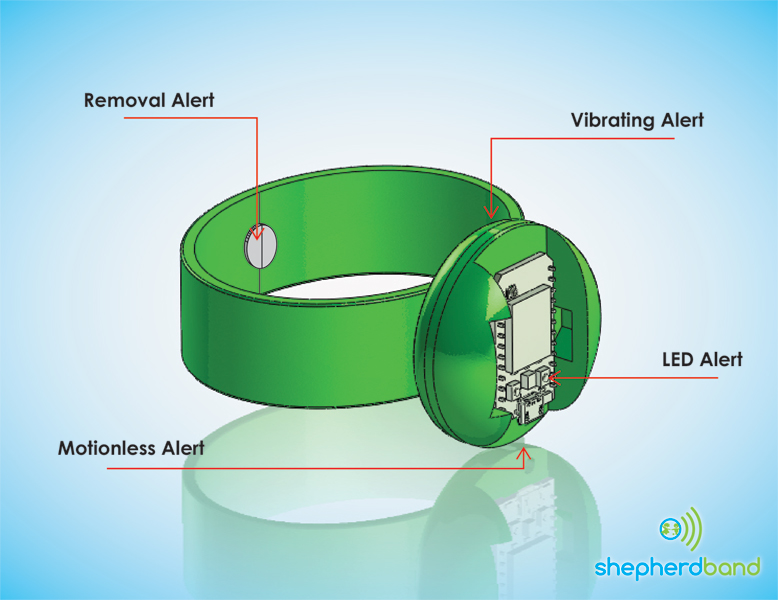 Removal Alert
Vibrating Alert
LED Alert
Motionless Alert
shepherdband